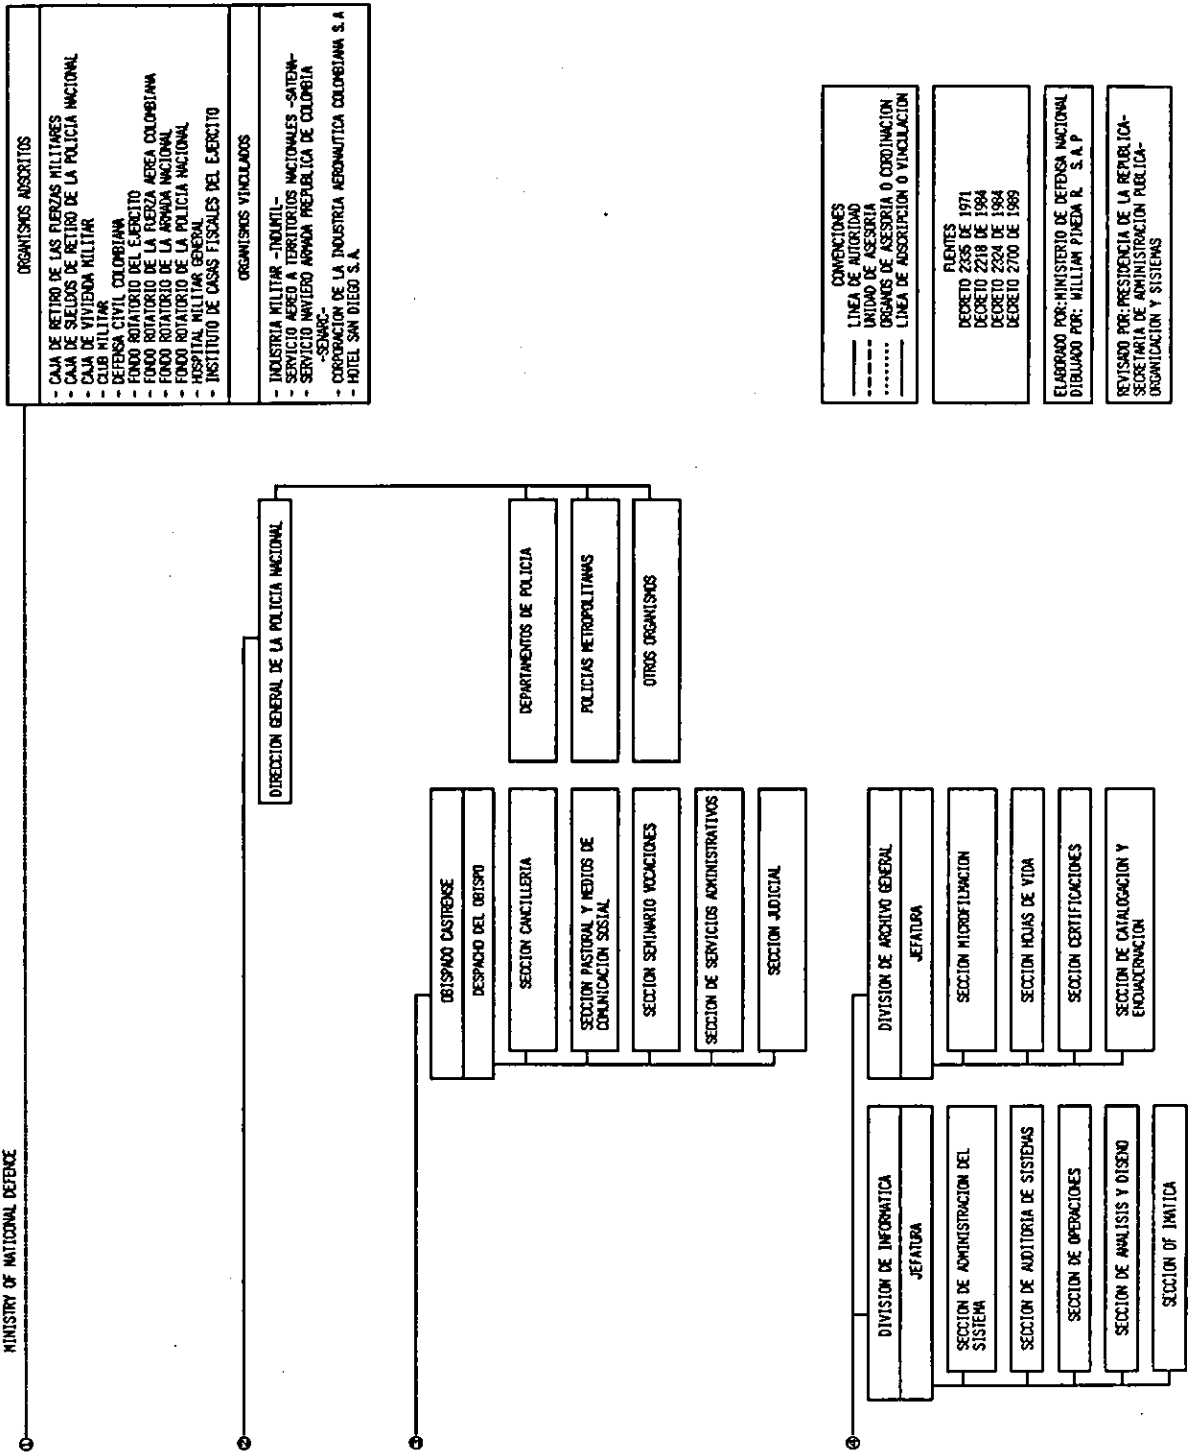 MINISTRY OF NATICONAL DEFENCE
1
ORGANISMOS ADSCRITOS
- CAJA DE RETIRO DE LAS FUERZAS MILITARES
- CAJA DE SUELDOS DE RETIRO DE LA POLICIA NACIONAL
- CAJA DE VIVIENDA MILITAR
- CLUB MILITAR
- DEFENSA CIVIL COLOMBIANA
- FONDO ROTATORIO DEL EJERCITO
- FONDO ROTATORIO DE LA FUERZA AEREA COLOMBIANA
- FONDO ROTATORIO DE LA ARMADA NACIONAL
- FONDO ROTATORIO DE LA POLICIA NACIONAL
- HOSPITAL MILITAR GENERAL
- INSTITUTO DE CASAS FISCALES DEL EJERCITO
ORGANISMOS VINCULADOS
- INDUSTRIA MILITAR -INDUMIL-
- SERVICIO AEREO A TERRITORIOS NACIONALES -SATENA-
- SERVICIO NAVIERO ARMADA PREPUBLICA DE COLOMBIA
-SENARC-
- CORPORACION DE LA INDUSTRIA AERONAUTICA COLOMBIANA S.A
- HOTEL SAN DIEGO S.A.
2
DIRECCION GENERAL DE LA POLICIA NACIONAL
DEPARTAMENTOS DE POLICIA
POLICIAS METROPOLITANAS
OTROS ORGANISMOS
3
OBISPADO CASTRENSE
DESPACHO DEL OBISPO
SECCION CANCILLERIA
SECCION PASTORAL Y MEDIOS DE
COMUNICACION SOSIAL
SECCION SEMINARIO VOCACIONES
SECCION DE SERVICIOS ADMINISTRATIVOS
SECCION JUDICIAL
4
DIVISION DE INFORMATICA
JEFATURA
SECCION DE ADMINISTRACION DEL
SISTEMA
SECCION DE AUDITORIA DE SISTEMAS
SECCION DE OPERACIONES
SECCION DE ANALISIS Y DISENO
SECCION OF IMATICA
DIVISION DE ARCHIVO GENERAL
JEFATURA
SECCION MICROFILMACION
SECCION HOJAS DE VIDA
SECCION CERTIFICACIONES
SECCION DE CATALOGACION Y
ENCUADERNACION
CONVENCIONES
LINEA DE AUTORIDAD
UNIDAD DE ASESORIA
ORGANOS DE ASESORIA O CORDINACION
LINEA DE ADSCRIPCION O VINCULACION
FUENTES
DECRETO 2335 DE 1971
DECRETO 2218 DE 1984
DECRETO 2324 DE 1984
DECRETO 2700 DE 1989
ELABORADO POR:MINISTERIO DE DEFENSA NACIONAL
DIBUJADO POR: WILLIAM PINEDA R. S.A.P
REVISADO POR:PRESIDENCIA DE LA REPUBLICA-
SECRETARIA DE ADMINISTRACION PUBLICA-
ORGANICACION Y SISTEMAS